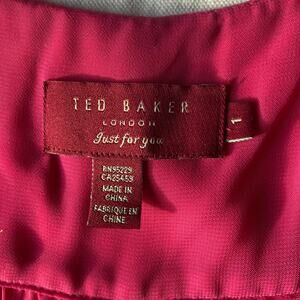 TED BAKER
LONDON
Just for you
1
RN95229
CA25459
MADE IN
CHINA
FABRIQUÉ EN
CHINE